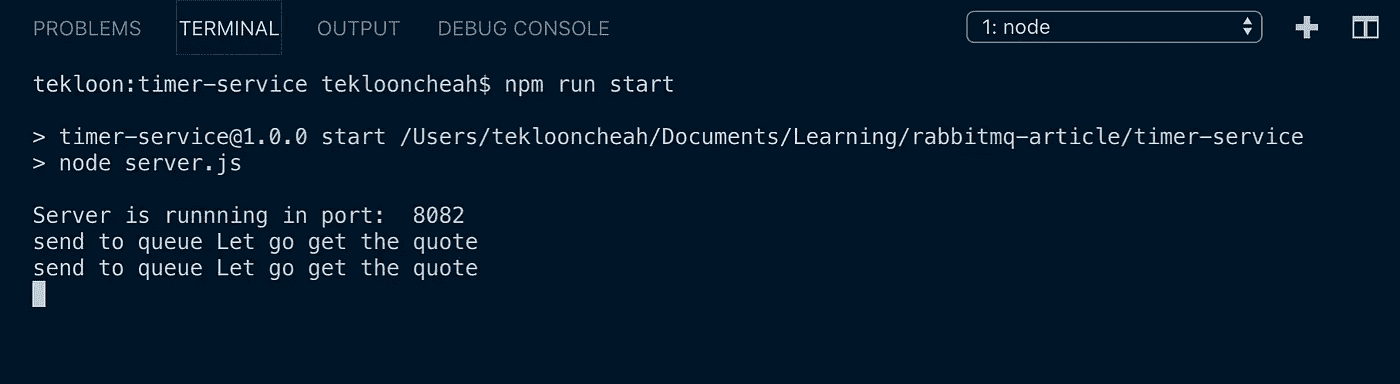 PROBLEMS TERMINAL OUTPUT DEBUG CONSOLE 1: node
tekloon:timer-service teklooncheah$ npm run start
> timer-service@1.0.0 start /Users/teklooncheah/Documents/Learning/rabbitmq-article/timer-service
> node server.js
Server is runnning in port:  8082
send to queue Let go get the quote
send to queue Let go get the quote